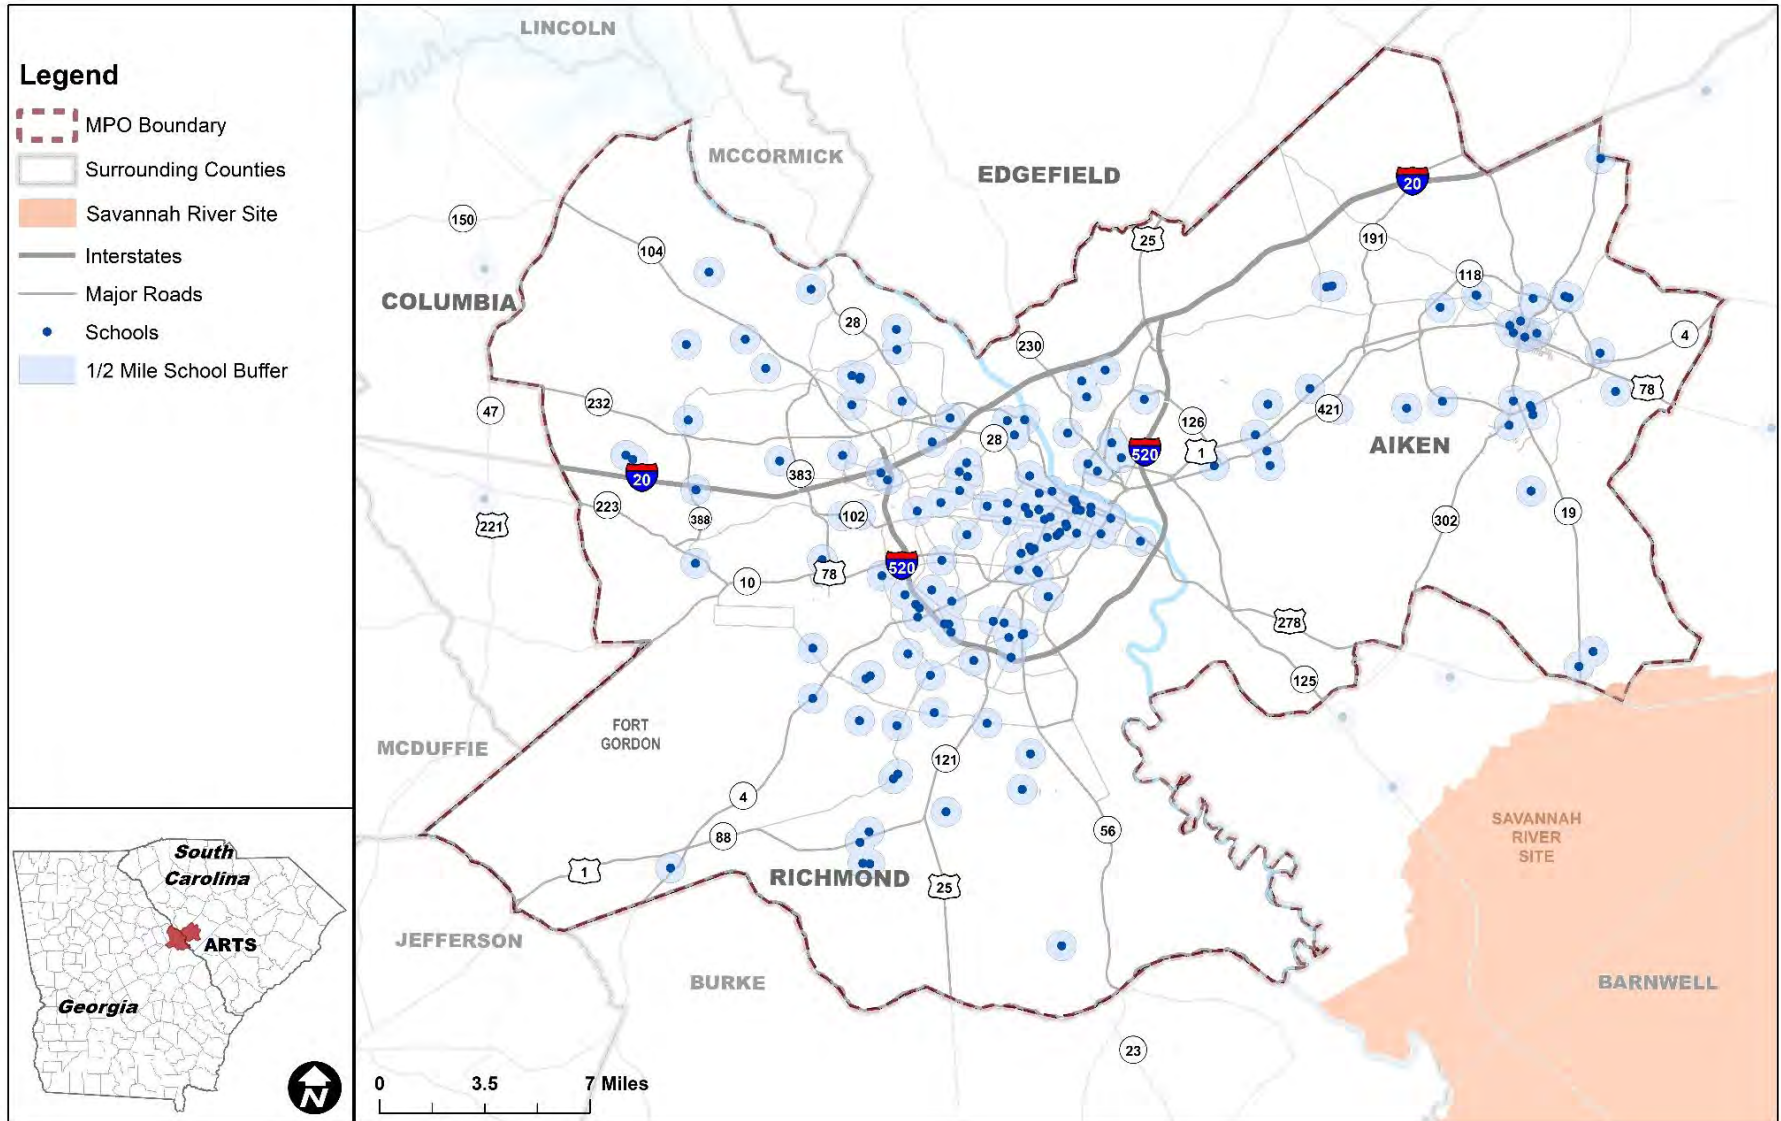 Legend
MPO Boundary
Surrounding Counties
Savannah River Site
Interstates
Major Roads
Schools
1/2 Mile School Buffer
South
Carolina
ARTS
Georgia
N
LINCOLN
MCCORMICK
EDGEFIELD
20
150
25
191
104
118
COLUMBIA
28
230
4
78
232
47
421
126
28
1
AIKEN
520
383
20
223
388
102
302
19
221
520
78
10
278
125
FORT
GORDON
MCDUFFIE
121
4
SAVANNAH
RIVER
SITE
88
56
1
RICHMOND
25
JEFFERSON
BURKE
BARNWELL
23
0 3.5 7 Miles